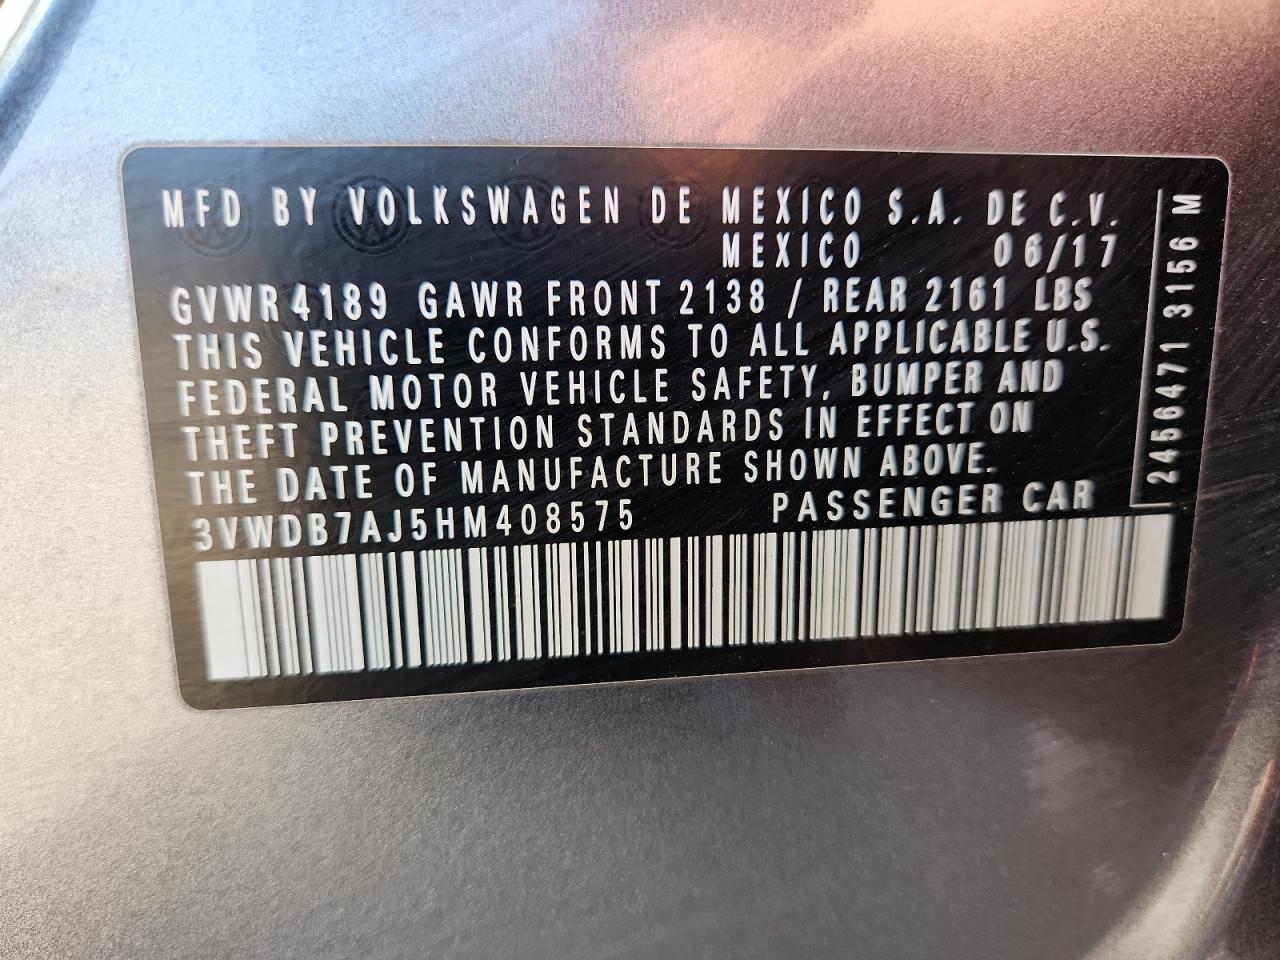 MFD BY VOLKSWAGEN DE MEXICO S.A. DE C.V.
MEXICO 06/17
GVWR 4189 GAWR FRONT 2138 / REAR 2161 LBS
THIS VEHICLE CONFORMS TO ALL APPLICABLE U.S.
FEDERAL MOTOR VEHICLE SAFETY, BUMPER AND
THEFT PREVENTION STANDARDS IN EFFECT ON
THE DATE OF MANUFACTURE SHOWN ABOVE.
3VWDB7AJ5HM408575 PASSENGER CAR
2456471 3156 M